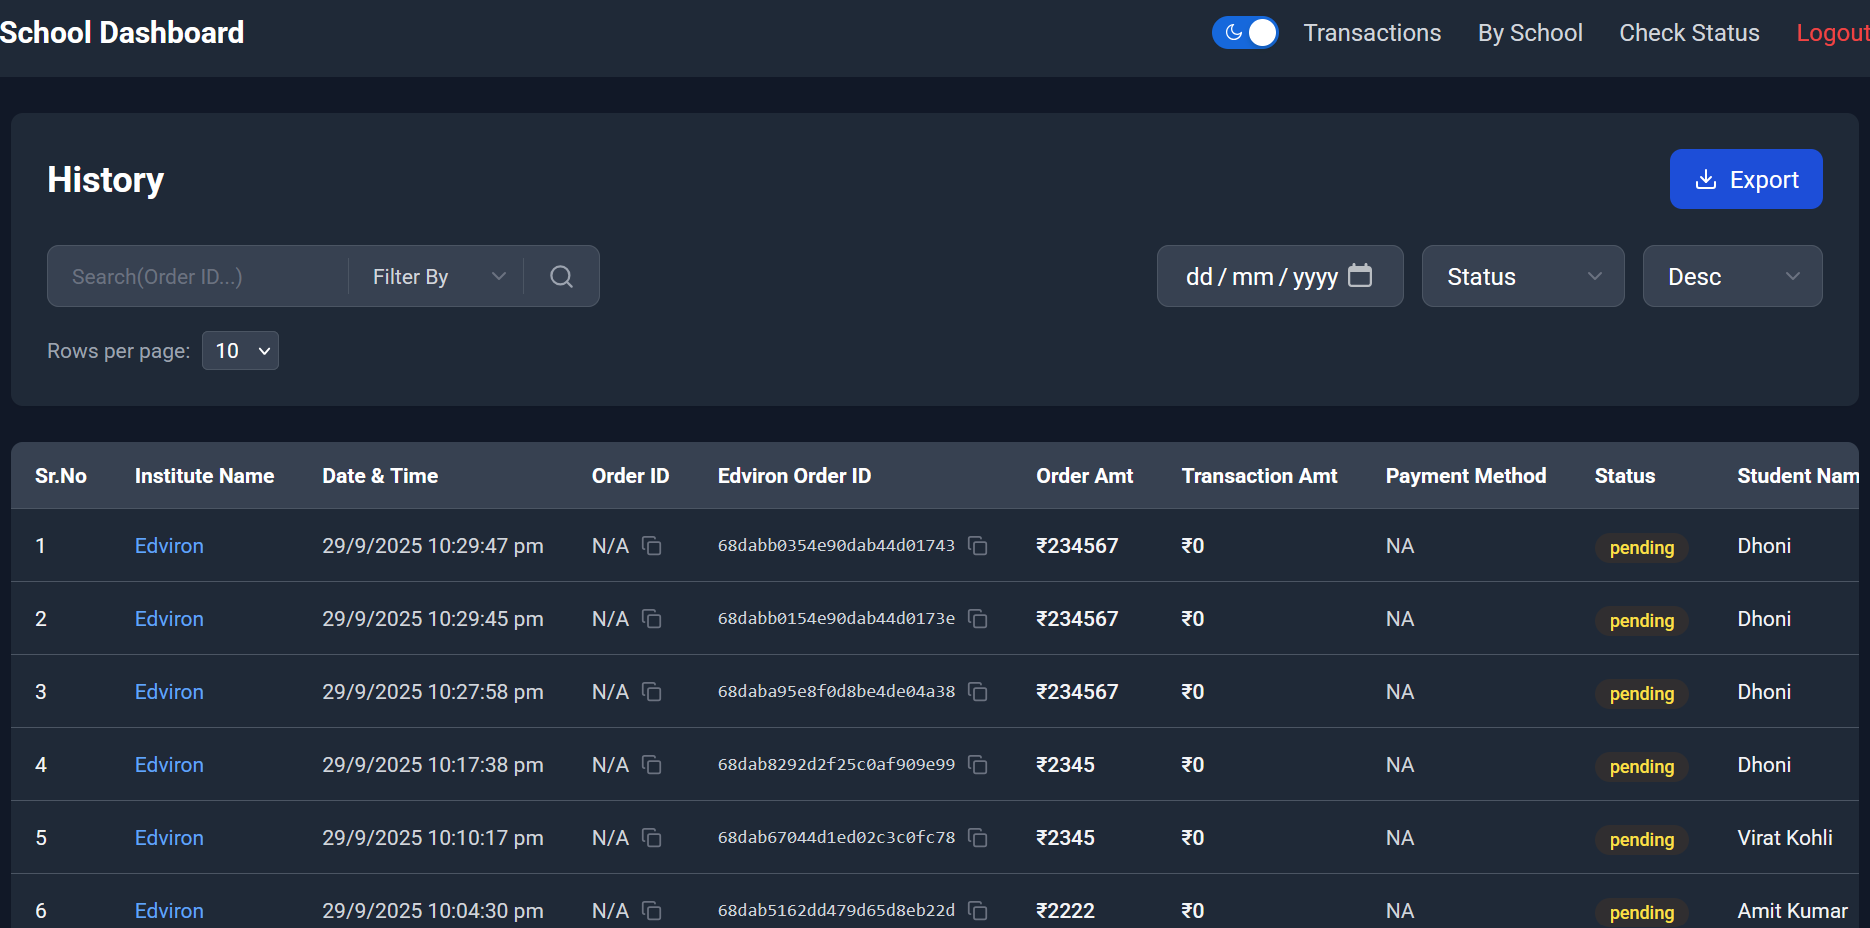 School Dashboard
Transactions By School Check Status Logout
History
Export
Search(Order ID...) Filter By
dd / mm / yyyy Status Desc
Rows per page: 10
Sr.No Institute Name Date & Time Order ID Edviron Order ID Order Amt Transaction Amt Payment Method Status Student Nam
1 Edviron 29/9/2025 10:29:47 pm N/A 68dabb0354e90dab44d01743 ₹234567 ₹0 NA pending Dhoni
2 Edviron 29/9/2025 10:29:45 pm N/A 68dabb0154e90dab44d0173e ₹234567 ₹0 NA pending Dhoni
3 Edviron 29/9/2025 10:27:58 pm N/A 68daba95e8f0d8be4de04a38 ₹234567 ₹0 NA pending Dhoni
4 Edviron 29/9/2025 10:17:38 pm N/A 68dab8292d2f25c0af909e99 ₹2345 ₹0 NA pending Dhoni
5 Edviron 29/9/2025 10:10:17 pm N/A 68dab67044d1ed02c3c0fc78 ₹2345 ₹0 NA pending Virat Kohli
6 Edviron 29/9/2025 10:04:30 pm N/A 68dab5162dd479d65d8eb22d ₹2222 ₹0 NA pending Amit Kumar